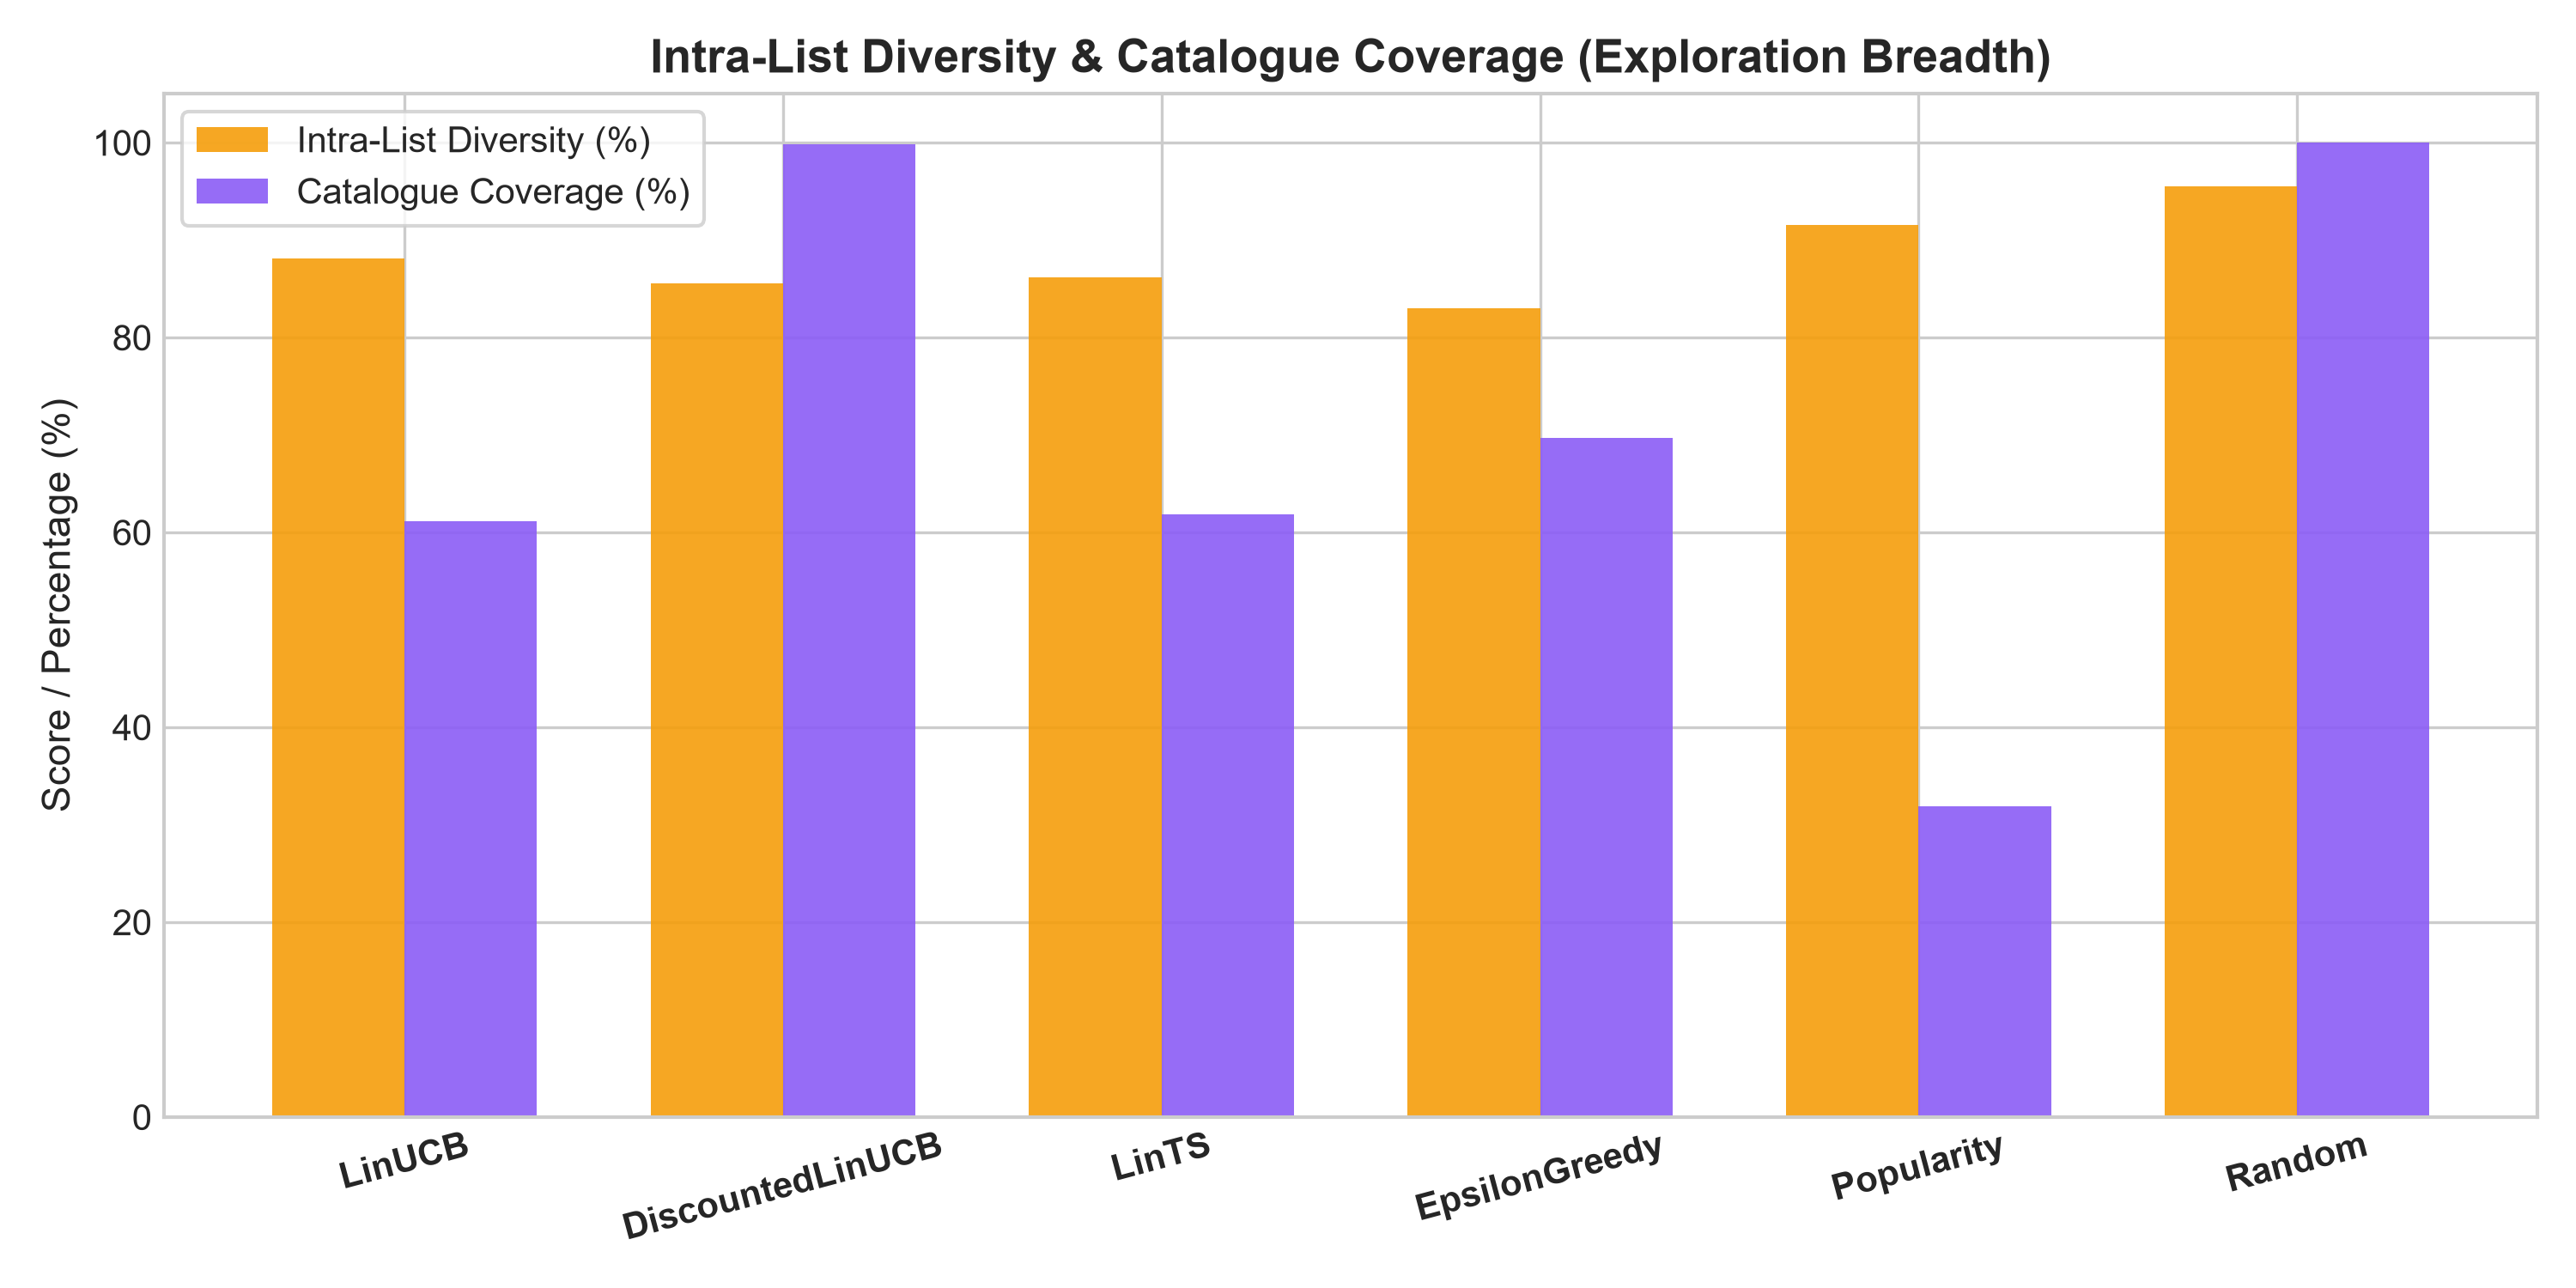 Intra-List Diversity & Catalogue Coverage (Exploration Breadth)
Intra-List Diversity (%)
Catalogue Coverage (%)
Score / Percentage (%)
100
80
60
40
20
0
LinUCB
DiscountedLinUCB
LinTS
EpsilonGreedy
Popularity
Random